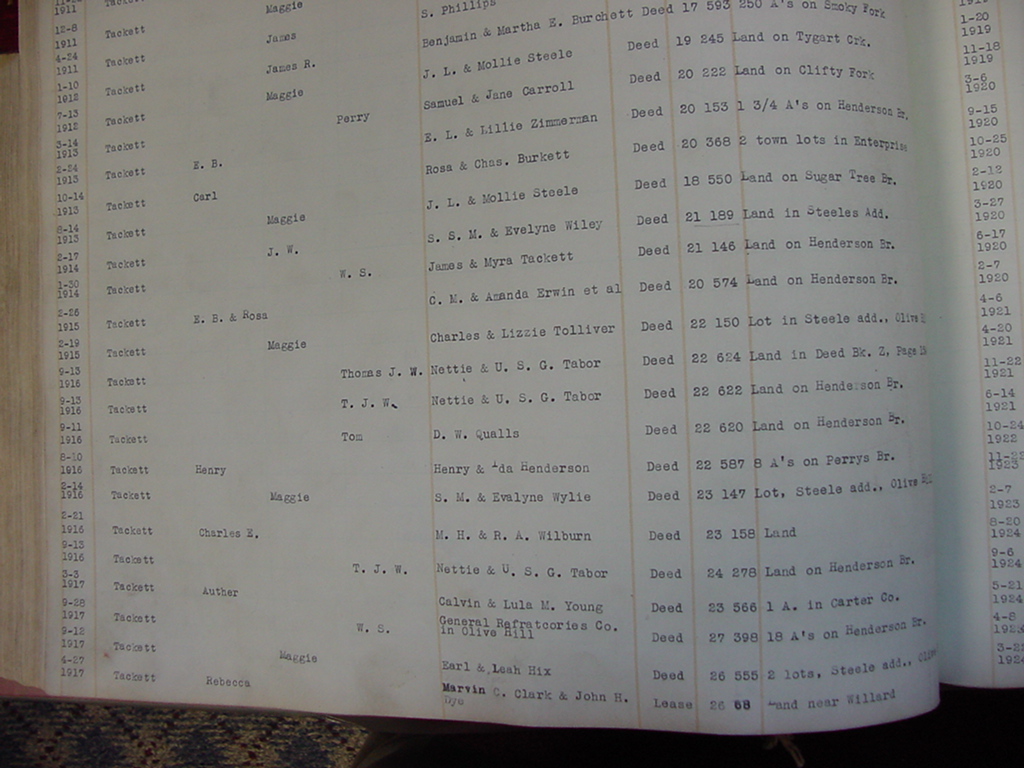 1911
12-8 1911 Tackett Maggie S. Phillips
4-24 1911 Tackett James Benjamin & Martha E. Burchett Deed 17 593 250 A's on Smoky Fork
1-10 1912 Tackett James R. J. L. & Mollie Steele Deed 19 245 Land on Tygart Crk.
7-13 1912 Tackett Maggie Samuel & Jane Carroll Deed 20 222 Land on Clifty Fork
3-14 1913 Tackett Perry E. L. & Lillie Zimmerman Deed 20 153 1 3/4 A's on Henderson Br.
2-24 1913 Tackett E. B. Rosa & Chas. Burkett Deed 20 368 2 town lots in Enterprise
10-14 1913 Tackett Carl J. L. & Mollie Steele Deed 18 550 Land on Sugar Tree Br.
8-14 1913 Tackett Maggie S. S. M. & Evelyne Wiley Deed 21 189 Land in Steeles Add.
2-17 1914 Tackett J. W. James & Myra Tackett Deed 21 146 Land on Henderson Br.
1-30 1914 Tackett W. S. C. M. & Amanda Erwin et al Deed 20 574 Land on Henderson Br.
2-26 1915 Tackett E. B. & Rosa Charles & Lizzie Tolliver Deed 22 150 Lot in Steele add., Olive
2-19 1915 Tackett Maggie Nettie & U. S. G. Tabor Deed 22 624 Land in Deed Bk. Z, Page
9-13 1916 Tackett Thomas J. W. Nettie & U. S. G. Tabor Deed 22 622 Land on Henderson Br.
9-13 1916 Tackett T. J. W. D. W. Qualls Deed 22 620 Land on Henderson Br.
9-11 1916 Tackett Tom Henry & Ida Henderson Deed 22 587 8 A's on Perrys Br.
8-10 1916 Tackett Henry S. M. & Evalyne Wylie Deed 23 147 Lot, Steele add., Olive
2-14 1916 Tackett Maggie M. H. & R. A. Wilburn Deed 23 158 Land
2-21 1916 Tackett Charles E. Nettie & U. S. G. Tabor Deed 24 278 Land on Henderson Br.
9-13 1916 Tackett T. J. W. Calvin & Lula M. Young Deed 23 566 1 A. in Carter Co.
3-3 1917 Tackett Auther General Refratcories Co. in Olive Hill Deed 27 398 18 A's on Henderson Br.
9-28 1917 Tackett W. S. Earl & Leah Hix Deed 26 555 2 lots, Steele add., Olive
9-12 1917 Tackett Maggie Marvin C. Clark & John H. Dye Lease 26 68 Land near Willard
4-27 1917 Tackett Rebecca
1-20 1919
11-18 1919
3-6 1920
9-15 1920
10-25 1920
2-12 1920
3-27 1920
6-17 1920
2-7 1920
4-6 1921
4-20 1921
11-22 1921
6-14 1921
10-24 1922
11-22 1923
2-7 1923
8-20 1924
9-6 1924
5-21 1924
4-8